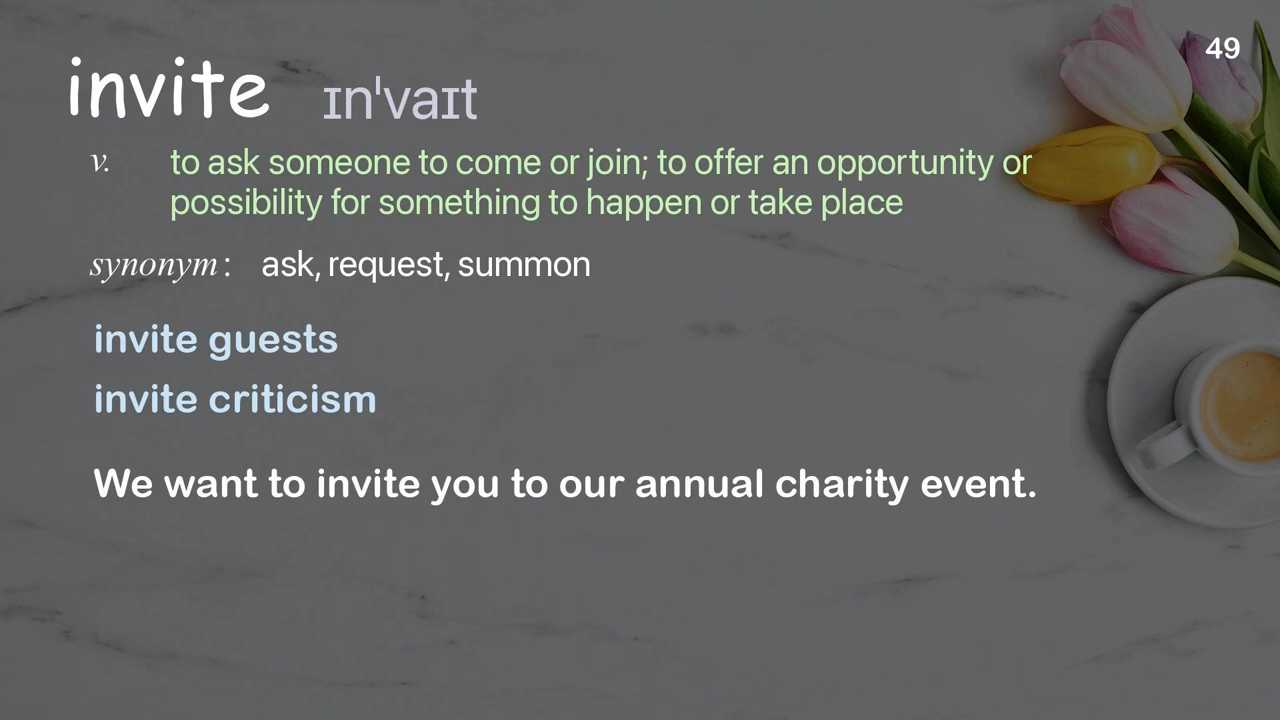 49
invite ɪnˈvaɪt
v. to ask someone to come or join; to offer an opportunity or
possibility for something to happen or take place
synonym: ask, request, summon
invite guests
invite criticism
We want to invite you to our annual charity event.